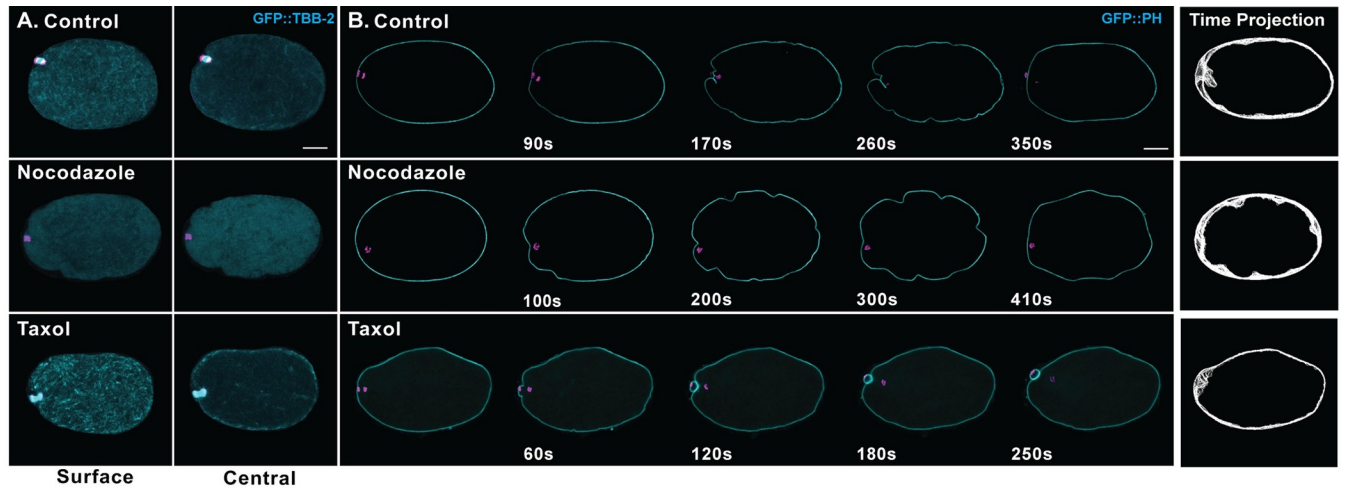 A. Control
GFP::TBB-2
B. Control
GFP::PH
Time Projection
90s
170s
260s
350s
Nocodazole
Nocodazole
100s
200s
300s
410s
Taxol
Taxol
60s
120s
180s
250s
Surface
Central